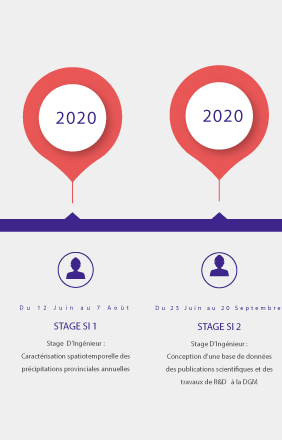 2020
2020
Du 12 Juin au 7 Août
STAGE SI 1
Stage D'Ingénieur :
Caractérisation spatiotemporelle des
précipitations provinciales annuelles
Du 23 Juin au 20 Septembre
STAGE SI 2
Stage D'Ingénieur :
Conception d'une base de données
des publications scientifiques et des
travaux de R&D à la DGM